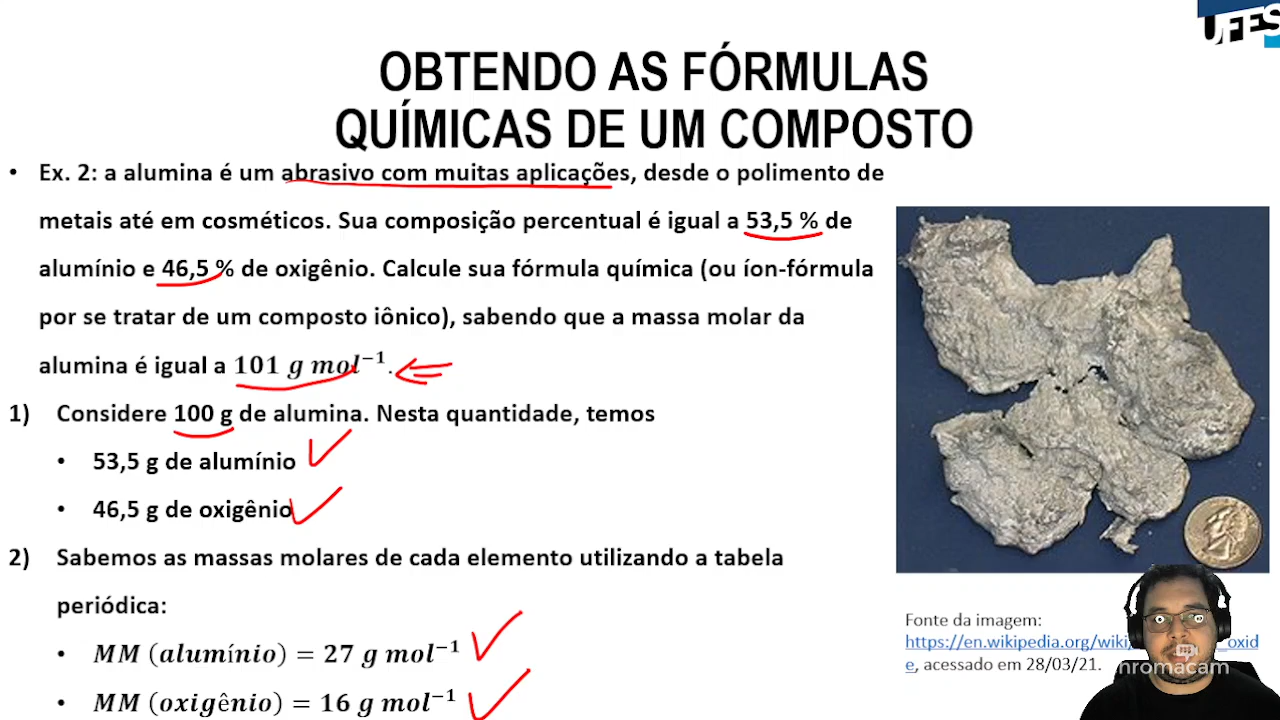 UFES
OBTENDO AS FÓRMULAS
QUÍMICAS DE UM COMPOSTO
• Ex. 2: a alumina é um abrasivo com muitas aplicações, desde o polimento de
metais até em cosméticos. Sua composição percentual é igual a 53,5 % de
alumínio e 46,5 % de oxigênio. Calcule sua fórmula química (ou íon-fórmula
por se tratar de um composto iônico), sabendo que a massa molar da
alumina é igual a 101 g mol⁻¹.
1) Considere 100 g de alumina. Nesta quantidade, temos
• 53,5 g de alumínio
• 46,5 g de oxigênio
2) Sabemos as massas molares de cada elemento utilizando a tabela
periódica:
• MM (alumínio) = 27 g mol⁻¹
• MM (oxigênio) = 16 g mol⁻¹
Fonte da imagem:
https://en.wikipedia.org/wiki/ _oxid
e, acessado em 28/03/21.
hromacam